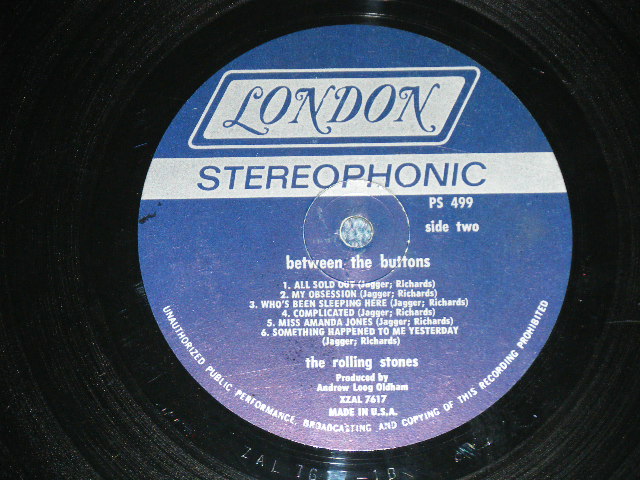 LONDON
STEREOPHONIC
PS 499
side two
between the buttons
1. ALL SOLD OUT (Jagger; Richards)
2. MY OBSESSION (Jagger; Richards)
3. WHO'S BEEN SLEEPING HERE (Jagger; Richards)
4. COMPLICATED (Jagger; Richards)
5. MISS AMANDA JONES (Jagger; Richards)
6. SOMETHING HAPPENED TO ME YESTERDAY
(Jagger; Richards)
the rolling stones
Produced by
Andrew Loog Oldham
XZAL 7617
MADE IN U.S.A.
UNAUTHORIZED PUBLIC PERFORMANCE, BROADCASTING AND COPYING OF THIS RECORDING PROHIBITED